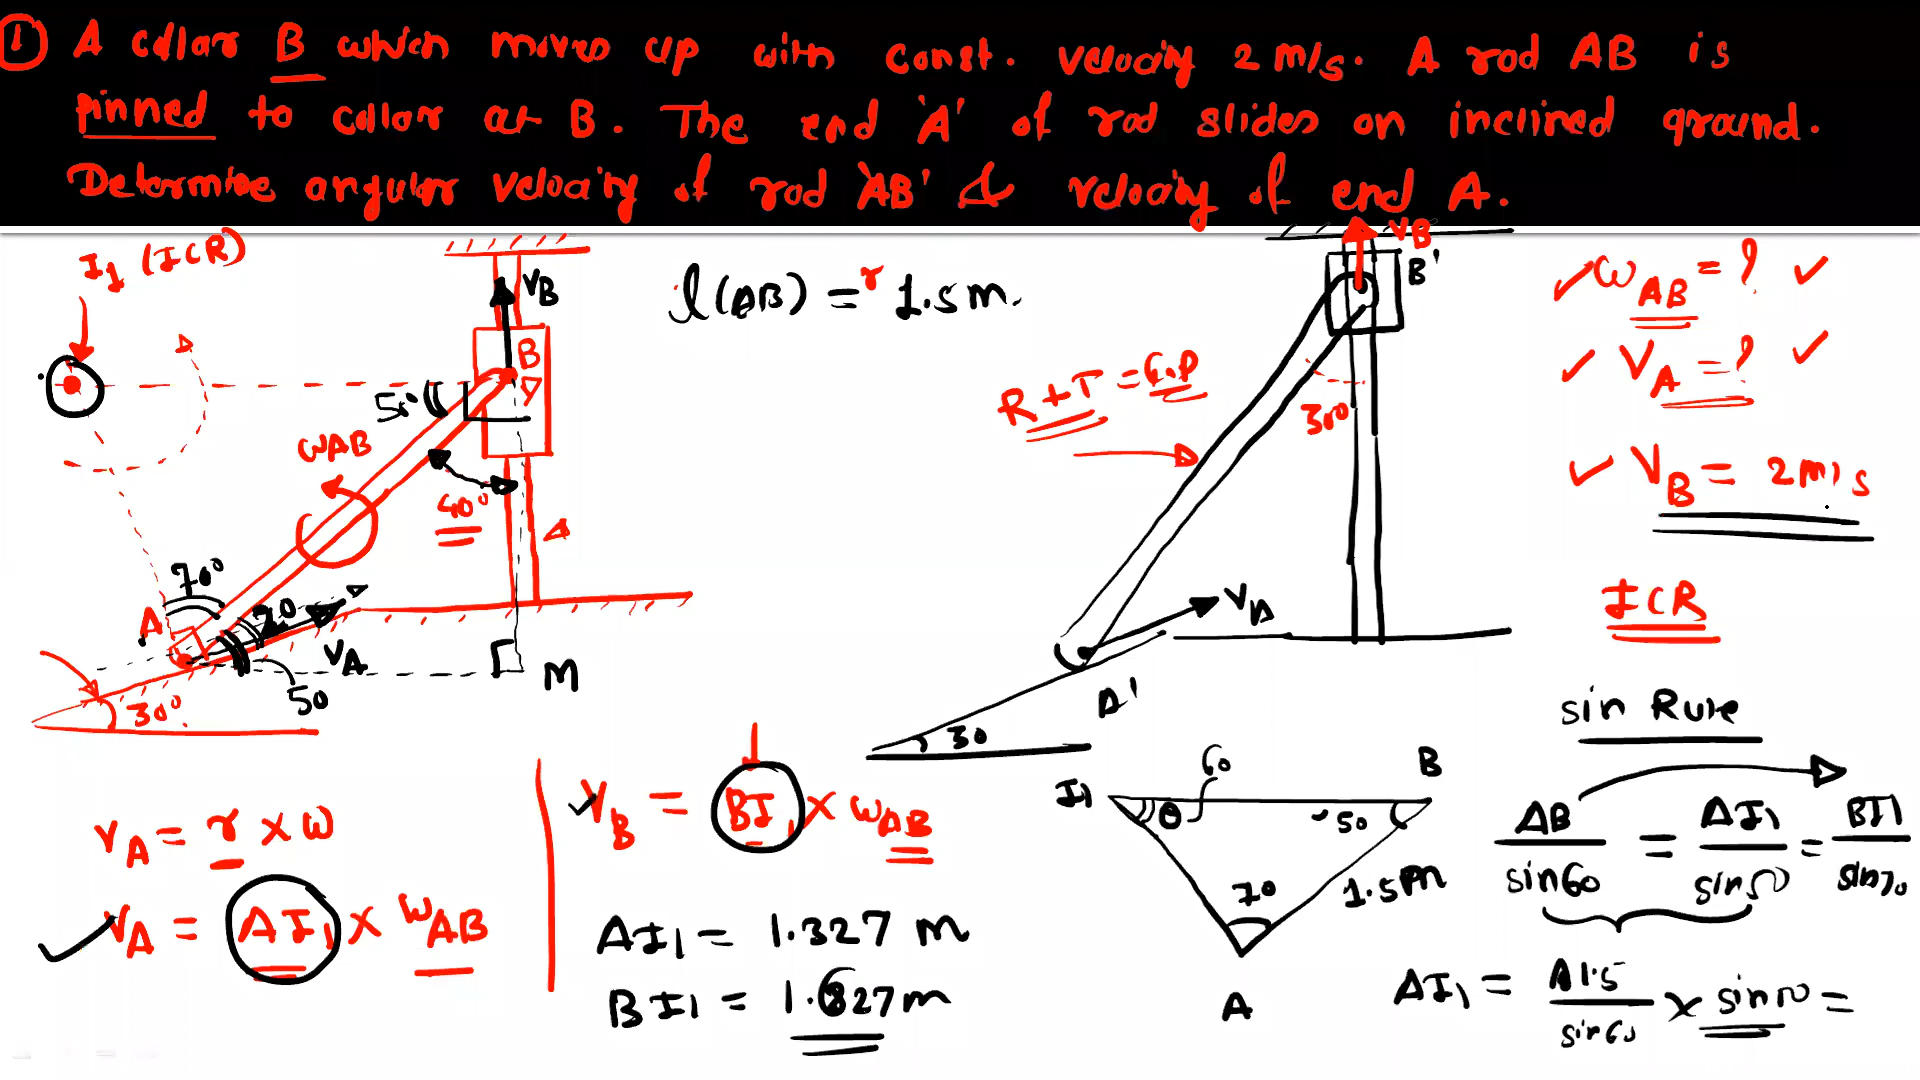 ① A collar B which moves up with const. velocity 2 m/s. A rod AB is
pinned to collar at B. The end 'A' of rod slides on inclined ground.
Determine angular velocity of rod 'AB' & velocity of end A.
I1 (ICR)
VB
B
50°
ωAB
40°
70°
A
20
VA
50
M
30°
l(AB) = 1.5 m.
VB
B'
R + T = G.P
30°
VA
A'
30
ωAB = ?
VA = ?
VB = 2 m/s
ICR
sin Rule
VA = r × ω
VA = AI1 × ωAB
VB = BI1 × ωAB
AI1 = 1.327 m
BI1 = 1.627 m
I1
60
B
θ
50
70
1.5 m
A
AB / sin60 = AI1 / sin50 = BI1 / sin70
AI1 = 1.5 / sin60 × sin50 =